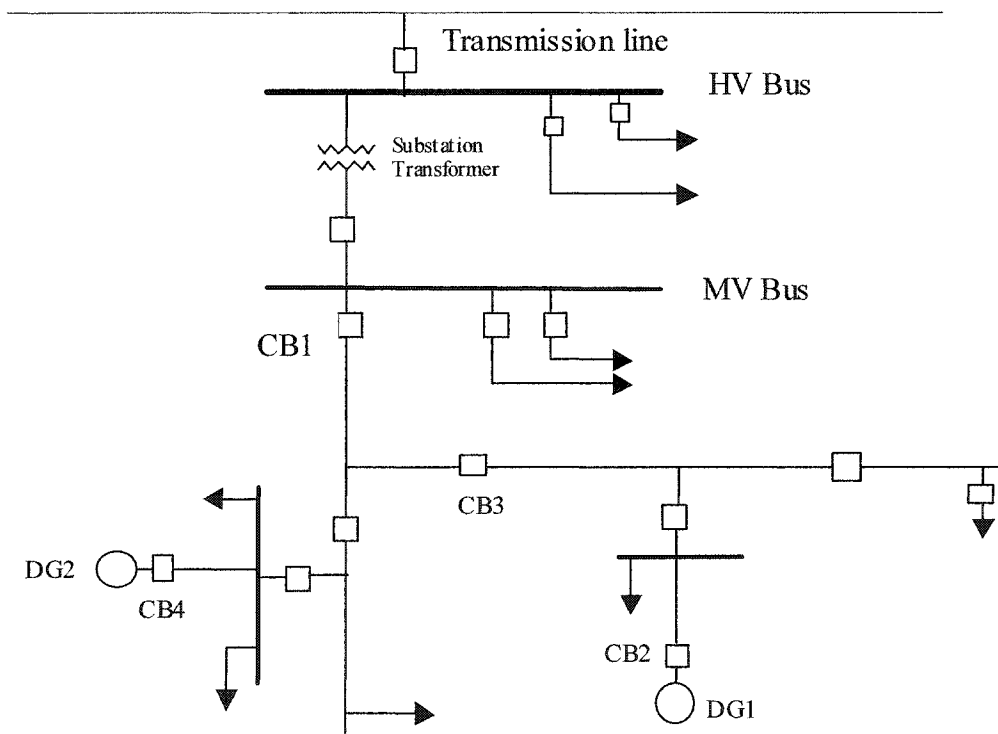 Transmission line
HV Bus
Substation
Transformer
MV Bus
CB1
CB3
DG2
CB4
CB2
DG1